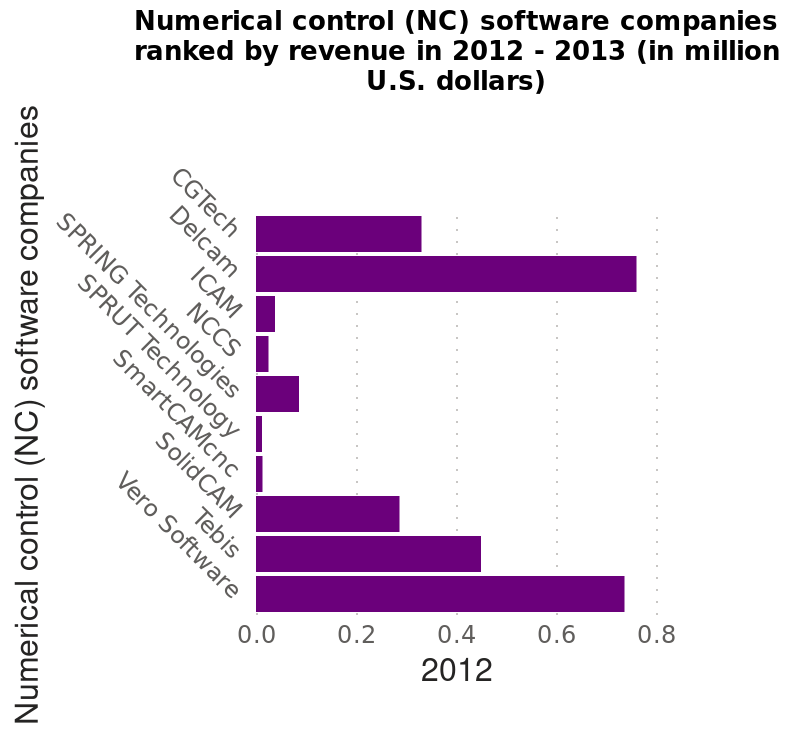 Numerical control (NC) software companies
ranked by revenue in 2012 - 2013 (in million
U.S. dollars)
Numerical control (NC) software companies
CGTech
Delcam
ICAM
NCCS
SPRING Technologies
SPRUT Technology
SmartCAMcnc
SolidCAM
Tebis
Vero Software
0.0
0.2
0.4
0.6
0.8
2012